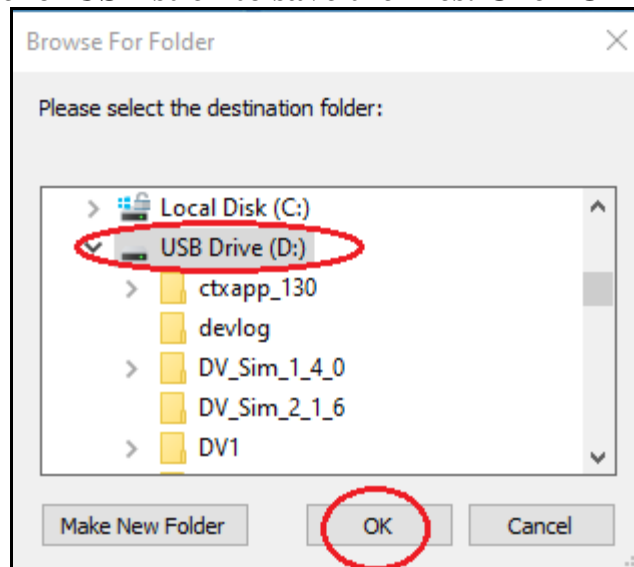 Browse For Folder
Please select the destination folder:
Local Disk (C:)
USB Drive (D:)
ctxapp_130
devlog
DV_Sim_1_4_0
DV_Sim_2_1_6
DV1
Make New Folder OK Cancel